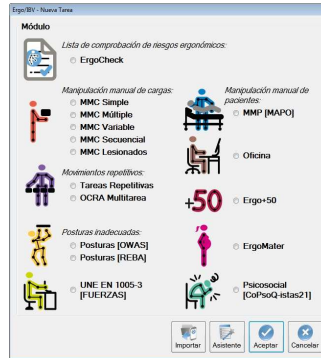 Ergo/IBV - Nueva Tarea
Módulo
Lista de comprobación de riesgos ergonómicos:
ErgoCheck
Manipulación manual de cargas:
MMC Simple
MMC Múltiple
MMC Variable
MMC Secuencial
MMC Lesionados
Movimientos repetitivos:
Tareas Repetitivas
OCRA Multitarea
Posturas inadecuadas:
Posturas [OWAS]
Posturas [REBA]
UNE EN 1005-3
[FUERZAS]
Manipulación manual de
pacientes:
MMP [MAPO]
Oficina
+50
Ergo+50
ErgoMater
Psicosocial
[CoPsoQ-istas21]
Importar
Asistente
Aceptar
Cancelar